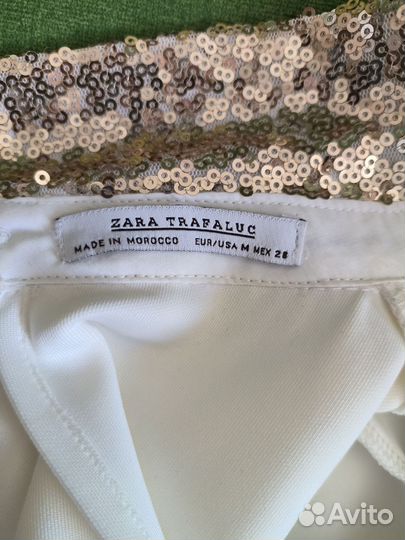 ZARA TRAFALUC
MADE IN MOROCCO EUR/USA M MEX 28
Avito